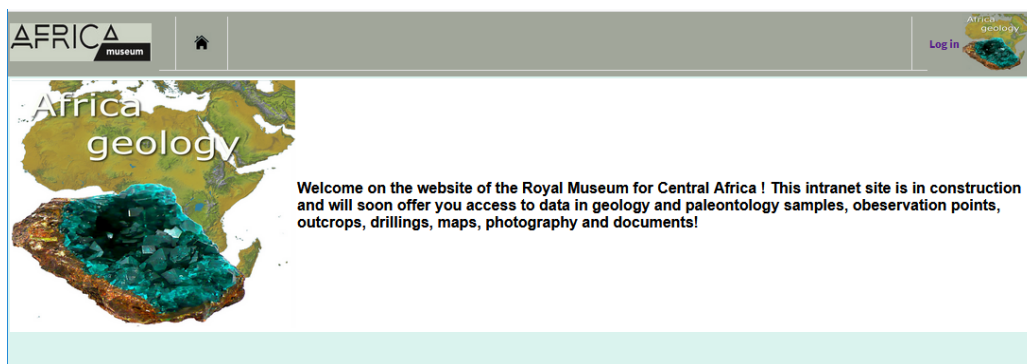 AFRICA
museum
Log in
Africa
geology
Africa
geology
Welcome on the website of the Royal Museum for Central Africa ! This intranet site is in construction
and will soon offer you access to data in geology and paleontology samples, obeservation points,
outcrops, drillings, maps, photography and documents!